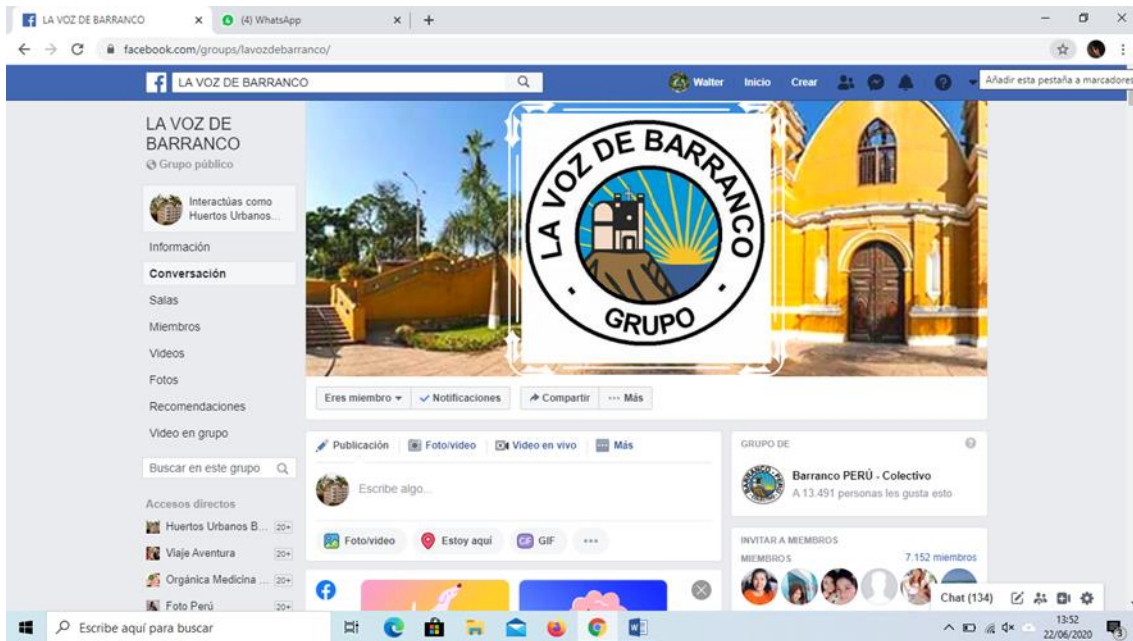 LA VOZ DE BARRANCO
(4) WhatsApp
facebook.com/groups/lavozdebarranco/
LA VOZ DE BARRANCO
Walter
Inicio
Crear
Añadir esta pestaña a marcadores
LA VOZ DE
BARRANCO
Grupo público
Interactúas como
Huertos Urbanos...
Información
Conversación
Salas
Miembros
Videos
Fotos
Recomendaciones
Video en grupo
Buscar en este grupo
Accesos directos
Huertos Urbanos B... 20+
Viaje Aventura 20+
Orgánica Medicina ... 20+
Foto Perú 20+
LA VOZ DE BARRANCO
GRUPO
Eres miembro
Notificaciones
Compartir
Más
Publicación
Foto/video
Video en vivo
Más
Escribe algo...
Foto/video
Estoy aquí
GIF
GIF
GRUPO DE
Barranco PERÚ - Colectivo
A 13.491 personas les gusta esto
INVITAR A MIEMBROS
MIEMBROS
7.152 miembros
Chat (134)
Escribe aquí para buscar
13:52
22/06/2020
3